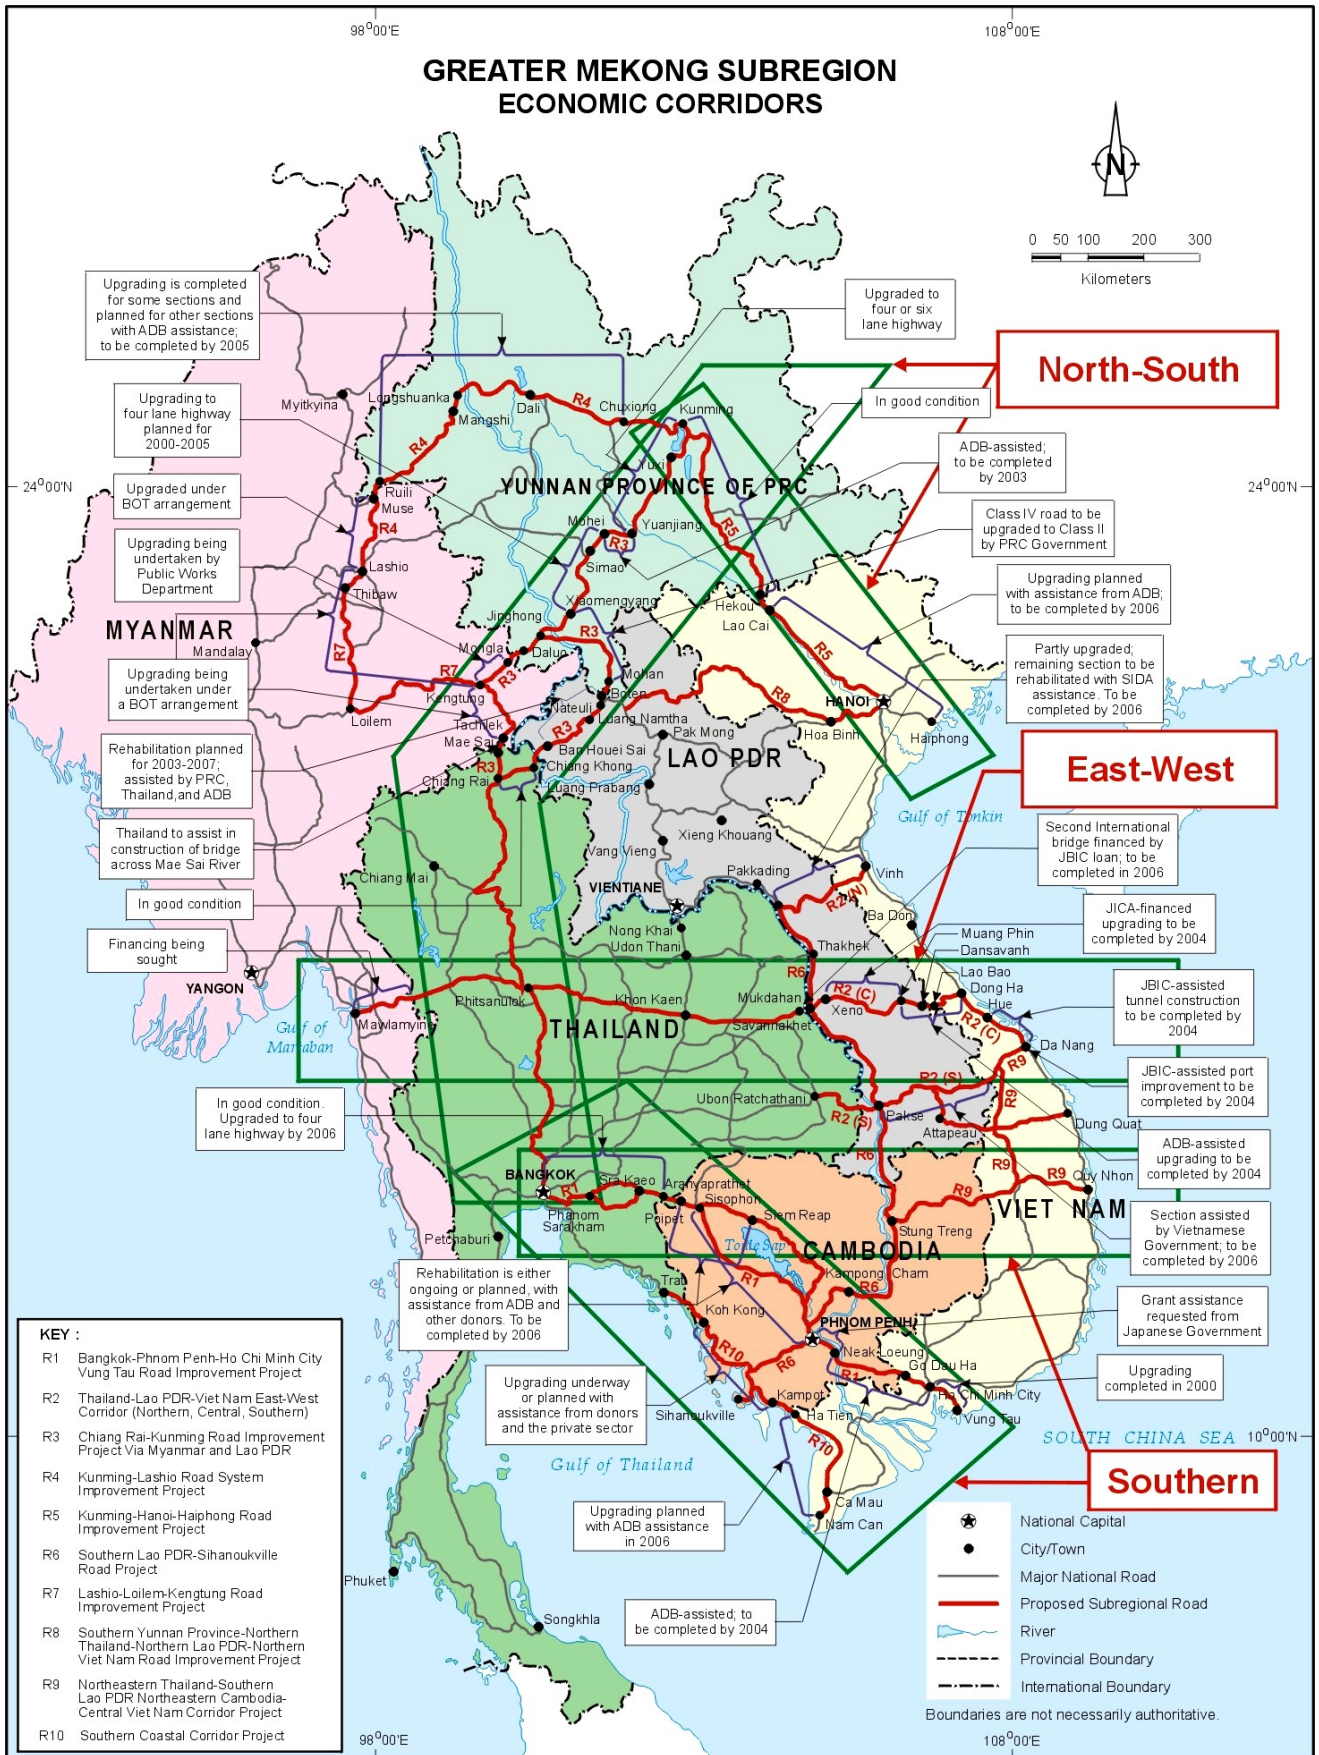 98°00'E
108°00'E
GREATER MEKONG SUBREGION
ECONOMIC CORRIDORS
N
0 50 100 200 300
Kilometers
Upgrading is completed
for some sections and
planned for other sections
with ADB assistance;
to be completed by 2005
Upgraded to
four or six
lane highway
North-South
Upgrading to
four lane highway
planned for
2000-2005
In good condition
ADB-assisted;
to be completed
by 2003
Upgraded under
BOT arrangement
Class IV road to be
upgraded to Class II
by PRC Government
Upgrading being
undertaken by
Public Works
Department
Upgrading planned
with assistance from ADB;
to be completed by 2006
Partly upgraded;
remaining section to be
rehabilitated with SIDA
assistance. To be
completed by 2006
Upgrading being
undertaken under
a BOT arrangement
Rehabilitation planned
for 2003-2007;
assisted by PRC,
Thailand,and ADB
East-West
Thailand to assist in
construction of bridge
across Mae Sai River
Second International
bridge financed by
JBIC loan; to be
completed in 2006
In good condition
JICA-financed
upgrading to be
completed by 2004
Financing being
sought
JBIC-assisted
tunnel construction
to be completed by
2004
JBIC-assisted port
improvement to be
completed by 2004
In good condition.
Upgraded to four
lane highway by 2006
ADB-assisted
upgrading to be
completed by 2004
Section assisted
by Vietnamese
Government; to be
completed by 2006
Rehabilitation is either
ongoing or planned, with
assistance from ADB and
other donors. To be
completed by 2006
Grant assistance
requested from
Japanese Government
Upgrading
completed in 2000
Upgrading underway
or planned with
assistance from donors
and the private sector
Southern
Upgrading planned
with ADB assistance
in 2006
ADB-assisted; to
be completed by 2004
24°00'N
24°00'N
10°00'N
YUNNAN PROVINCE OF PRC
MYANMAR
LAO PDR
THAILAND
CAMBODIA
VIET NAM
Myitkyina
Longshuanka
Mangshi
Dali
R4
Chuxiong
Kunming
R4
Yuxi
Ruili
Muse
R4
Mohei
Yuanjiang
R3
R5
Simao
Lashio
Thibaw
Xiaomengyang
Hekou
Lao Cai
Jinghong
R3
Mandalay
R7
Mongla
Daluo
R5
R7
R3
Mohan
Kengtung
Boten
R8
HANOI
Loilem
Nateuli
Tachilek
Luang Namtha
Hoa Binh
Haiphong
R3
Pak Mong
Mae Sai
Ban Houei Sai
R3
Chiang Khong
Chiang Rai
Luang Prabang
Gulf of Tonkin
Xieng Khouang
Vang Vieng
Chiang Mai
Pakkading
Vinh
VIENTIANE
R2 (N)
Ba Don
Nong Khai
Udon Thani
Thakhek
Muang Phin
Dansavanh
R6
Lao Bao
Dong Ha
YANGON
Phitsanulok
Khon Kaen
Mukdahan
R2 (C)
Hue
Xeno
Mawlamyine
Savannakhet
R2 (C)
Gulf of
Martaban
Da Nang
R9
R2 (S)
Ubon Ratchathani
R9
R2 (S)
Pakse
Attapeau
Dung Quat
R6
BANGKOK
Sra Kaeo
Aranyaprathet
R9
R9
Quy Nhon
R1
Sisophon
R9
Phanom
Sarakham
Poipet
Siem Reap
Stung Treng
Petchaburi
Tonle Sap
R1
Trat
Kampong Cham
R6
Koh Kong
PHNOM PENH
Neak Loeung
R10
R6
R1
Go Dau Ha
Ho Chi Minh City
Kampot
Sihanoukville
Ha Tien
Vung Tau
R10
Gulf of Thailand
SOUTH CHINA SEA
Ca Mau
Nam Can
Phuket
Songkhla
KEY :
R1 Bangkok-Phnom Penh-Ho Chi Minh City
Vung Tau Road Improvement Project
R2 Thailand-Lao PDR-Viet Nam East-West
Corridor (Northern, Central, Southern)
R3 Chiang Rai-Kunming Road Improvement
Project Via Myanmar and Lao PDR
R4 Kunming-Lashio Road System
Improvement Project
R5 Kunming-Hanoi-Haiphong Road
Improvement Project
R6 Southern Lao PDR-Sihanoukville
Road Project
R7 Lashio-Loilem-Kengtung Road
Improvement Project
R8 Southern Yunnan Province-Northern
Thailand-Northern Lao PDR-Northern
Viet Nam Road Improvement Project
R9 Northeastern Thailand-Southern
Lao PDR Northeastern Cambodia-
Central Viet Nam Corridor Project
R10 Southern Coastal Corridor Project
National Capital
City/Town
Major National Road
Proposed Subregional Road
River
Provincial Boundary
International Boundary
Boundaries are not necessarily authoritative.
98°00'E
108°00'E